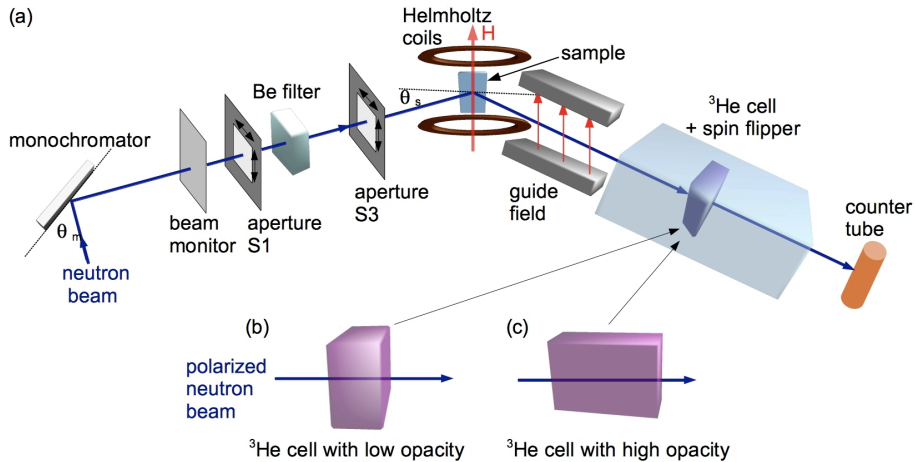 (a)
Helmholtz
coils
H
sample
Be filter
θs
³He cell
+ spin flipper
monochromator
aperture
S3
guide
field
counter
tube
beam
monitor
aperture
S1
θm
neutron
beam
(b)
(c)
polarized
neutron
beam
³He cell with low opacity
³He cell with high opacity